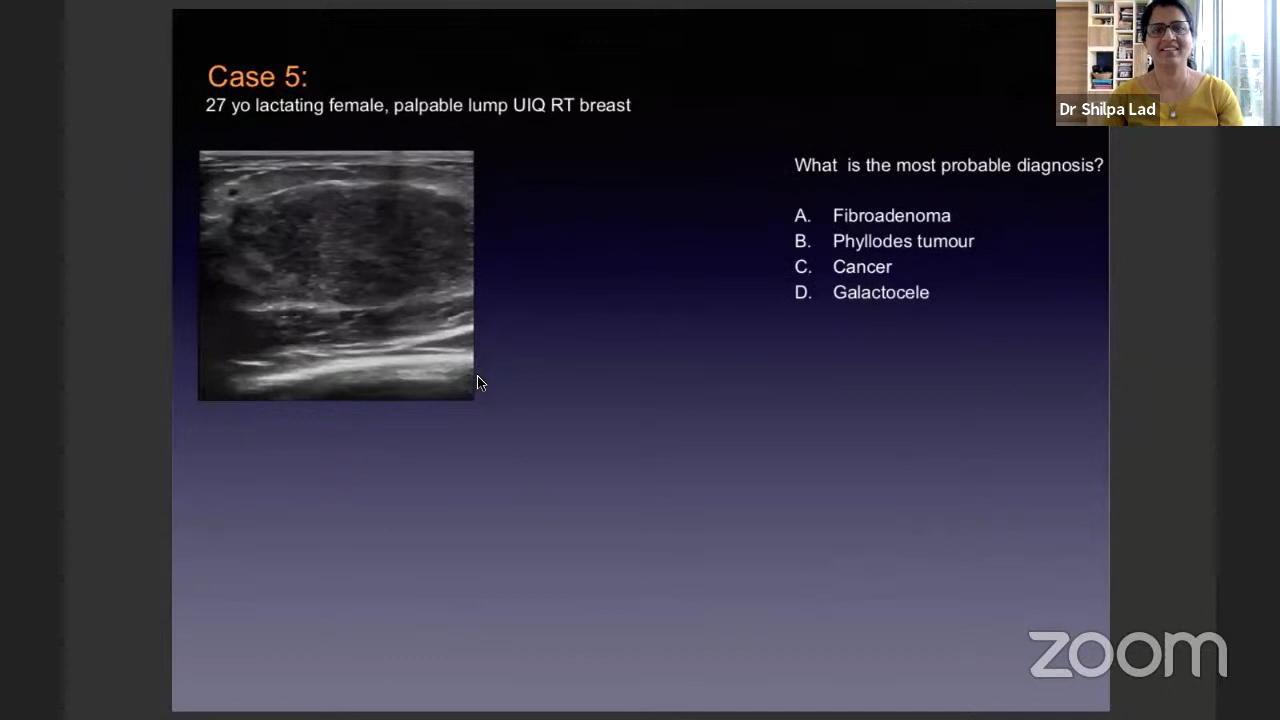 Case 5:
27 yo lactating female, palpable lump UIQ RT breast
What  is the most probable diagnosis?
A. Fibroadenoma
B. Phyllodes tumour
C. Cancer
D. Galactocele
Dr Shilpa Lad
zoom